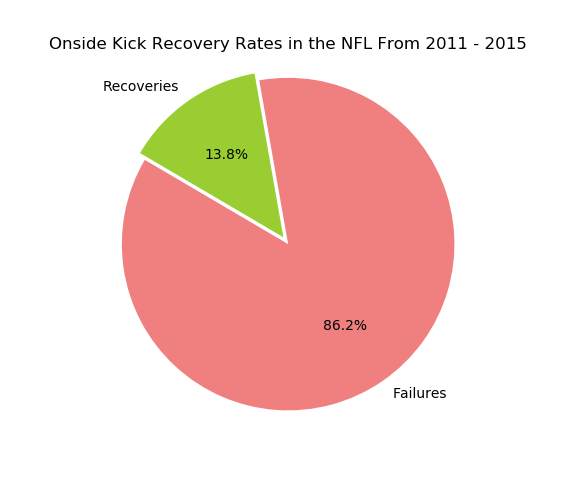 Onside Kick Recovery Rates in the NFL From 2011 - 2015
Recoveries
13.8%
86.2%
Failures